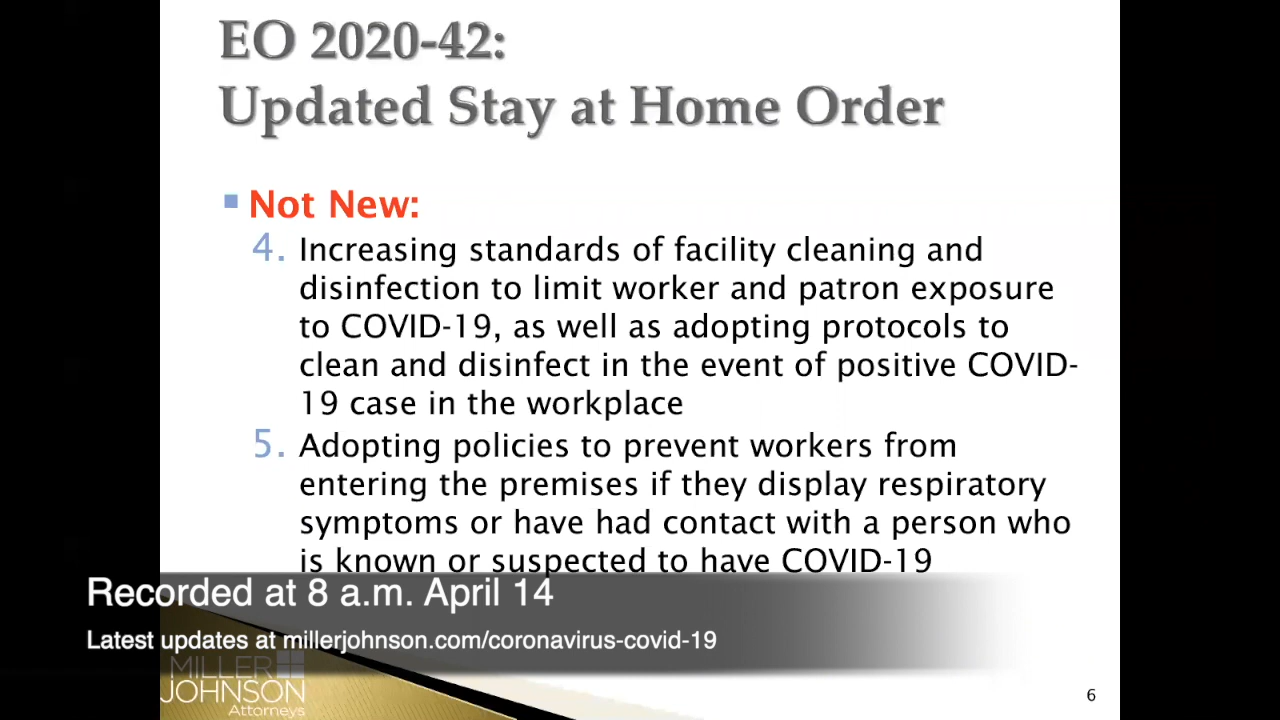 EO 2020-42:
Updated Stay at Home Order
Not New:
4. Increasing standards of facility cleaning and
disinfection to limit worker and patron exposure
to COVID-19, as well as adopting protocols to
clean and disinfect in the event of positive COVID-
19 case in the workplace
5. Adopting policies to prevent workers from
entering the premises if they display respiratory
symptoms or have had contact with a person who
is known or suspected to have COVID-19
Recorded at 8 a.m. April 14
Latest updates at millerjohnson.com/coronavirus-covid-19
MILLER
JOHNSON
Attorneys
6